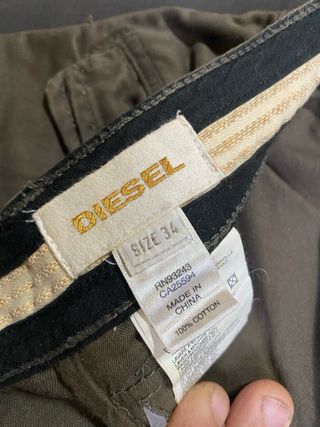 DIESEL
SIZE 34
RN93243
CA25594
MADE IN
CHINA
100% COTTON